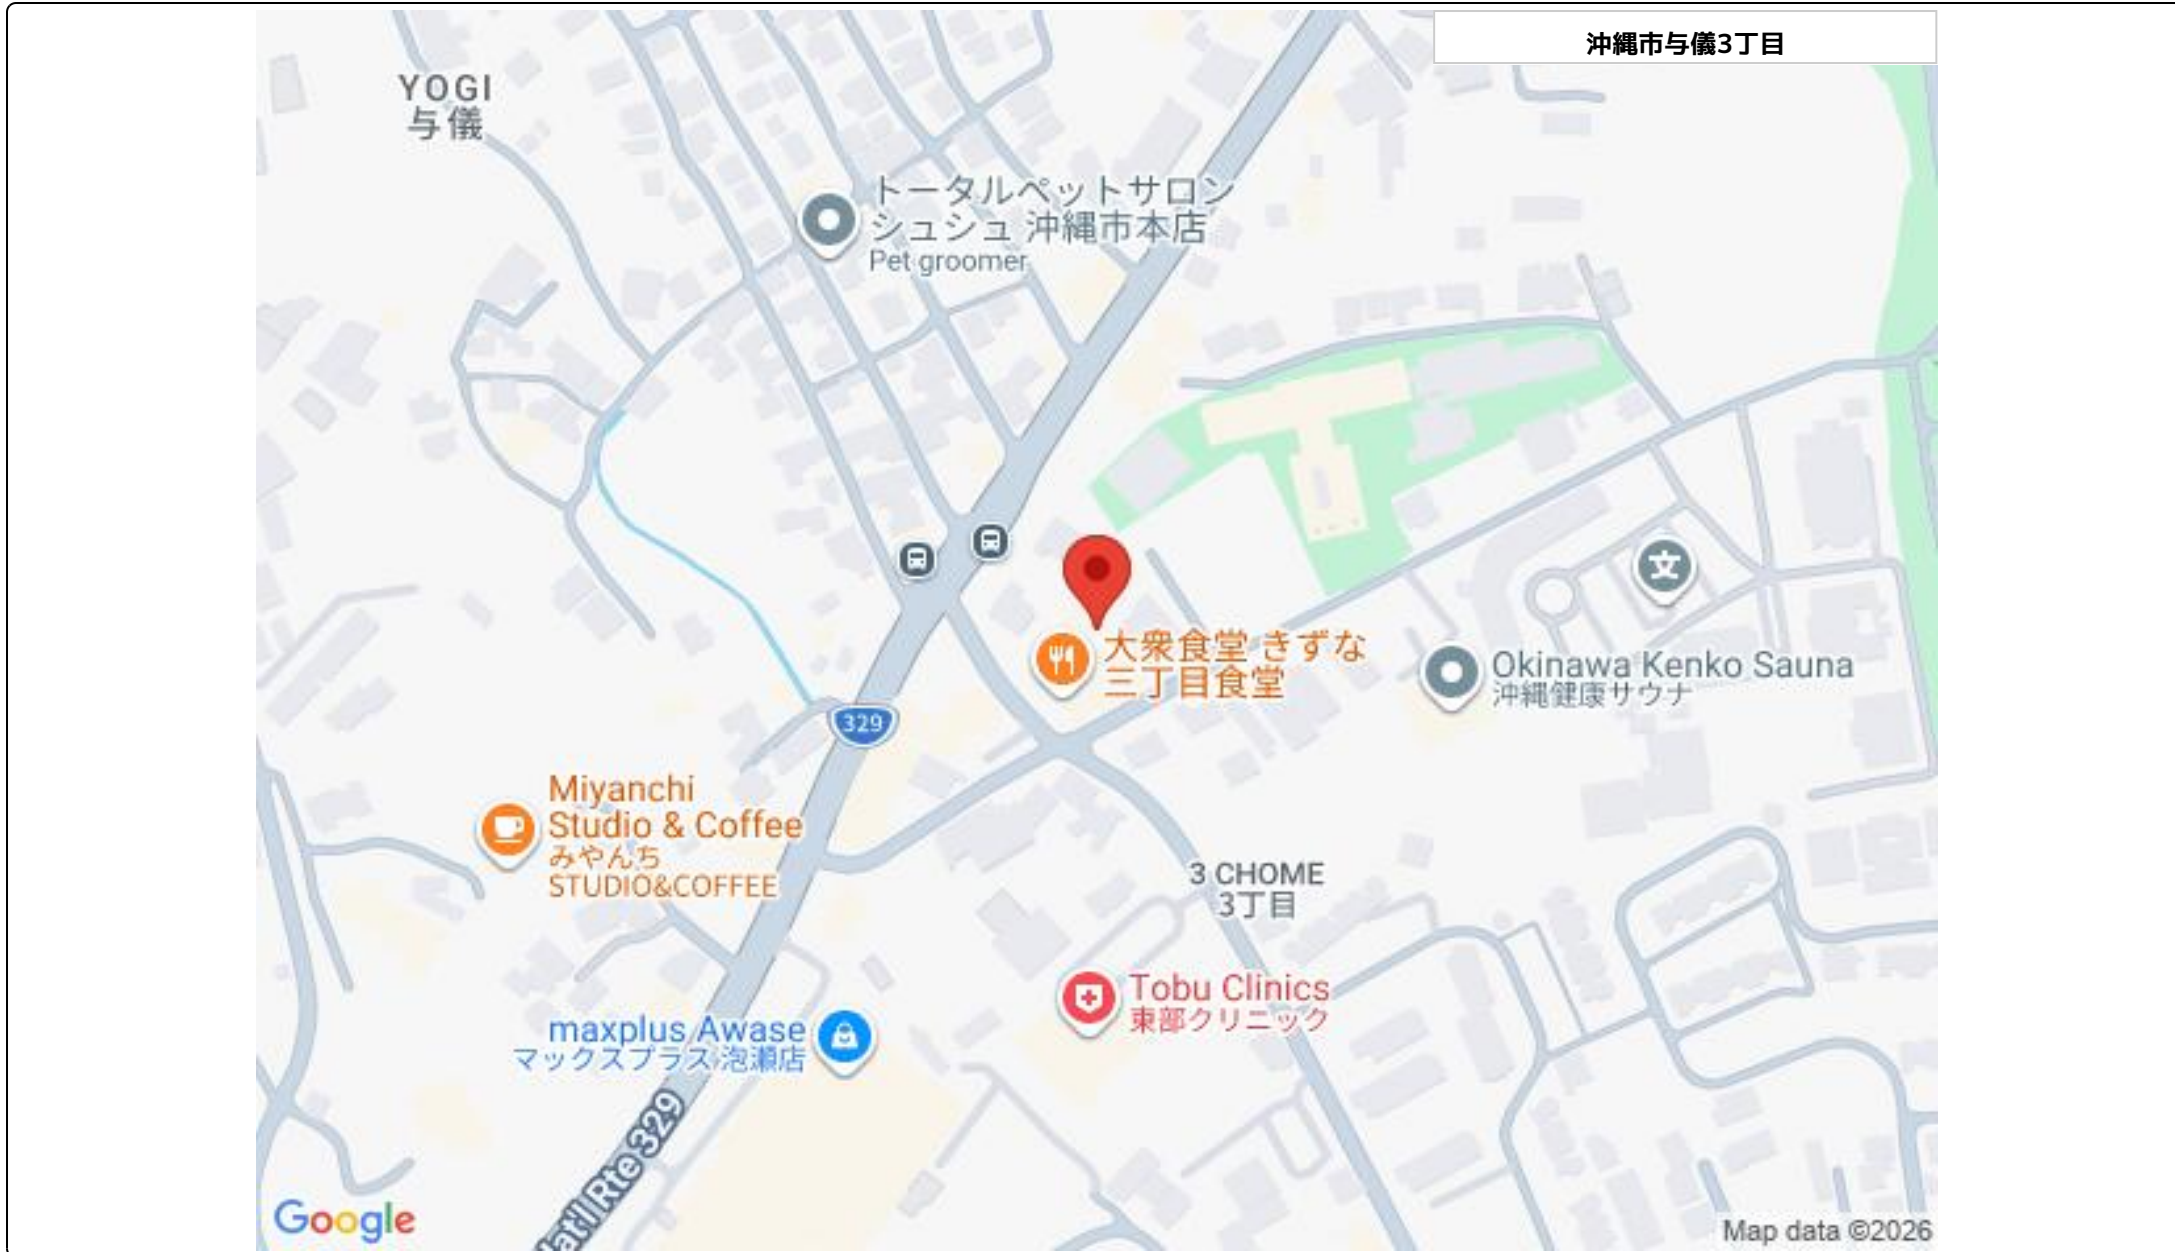 沖縄市与儀3丁目
YOGI
与儀
トータルペットサロン
シュシュ 沖縄市本店
Pet groomer
大衆食堂 きずな
三丁目食堂
Okinawa Kenko Sauna
沖縄健康サウナ
文
329
Miyanchi
Studio & Coffee
みやんち
STUDIO&COFFEE
3 CHOME
3丁目
Tobu Clinics
東部クリニック
maxplus Awase
マックスプラス 泡瀬店
Nat'l Rte 329
Google
Map data ©2026